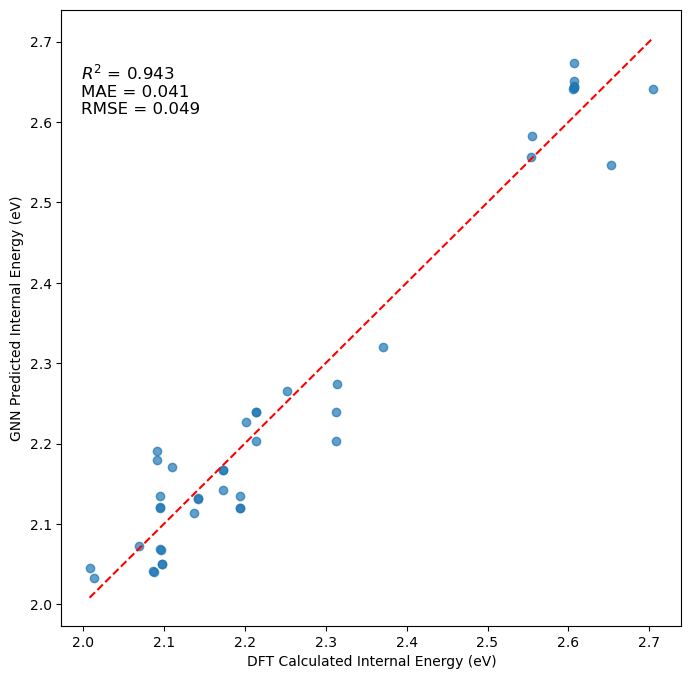 2.7
2.6
2.5
2.4
2.3
2.2
2.1
2.0
GNN Predicted Internal Energy (eV)
R² = 0.943
MAE = 0.041
RMSE = 0.049
2.0 2.1 2.2 2.3 2.4 2.5 2.6 2.7
DFT Calculated Internal Energy (eV)